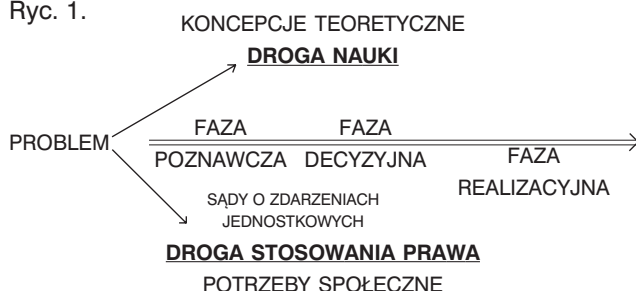 Ryc. 1.
KONCEPCJE TEORETYCZNE
DROGA NAUKI
PROBLEM
FAZA
POZNAWCZA
FAZA
DECYZYJNA
FAZA
REALIZACYJNA
SĄDY O ZDARZENIACH
JEDNOSTKOWYCH
DROGA STOSOWANIA PRAWA
POTRZEBY SPOŁECZNE